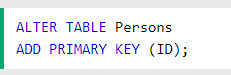 ALTER TABLE Persons
ADD PRIMARY KEY (ID);